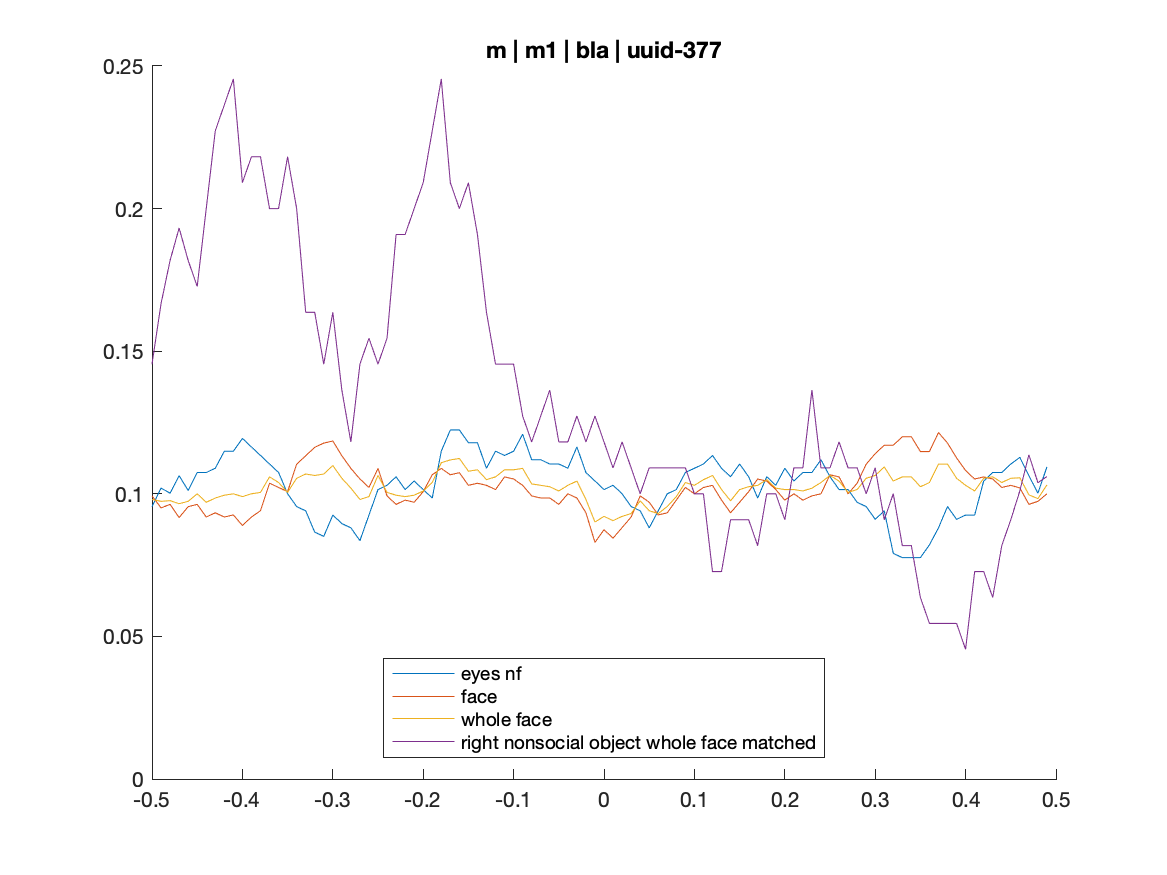 m | m1 | bla | uuid-377
0.25
0.2
0.15
0.1
0.05
0
eyes nf
face
whole face
right nonsocial object whole face matched
-0.5 -0.4 -0.3 -0.2 -0.1 0 0.1 0.2 0.3 0.4 0.5